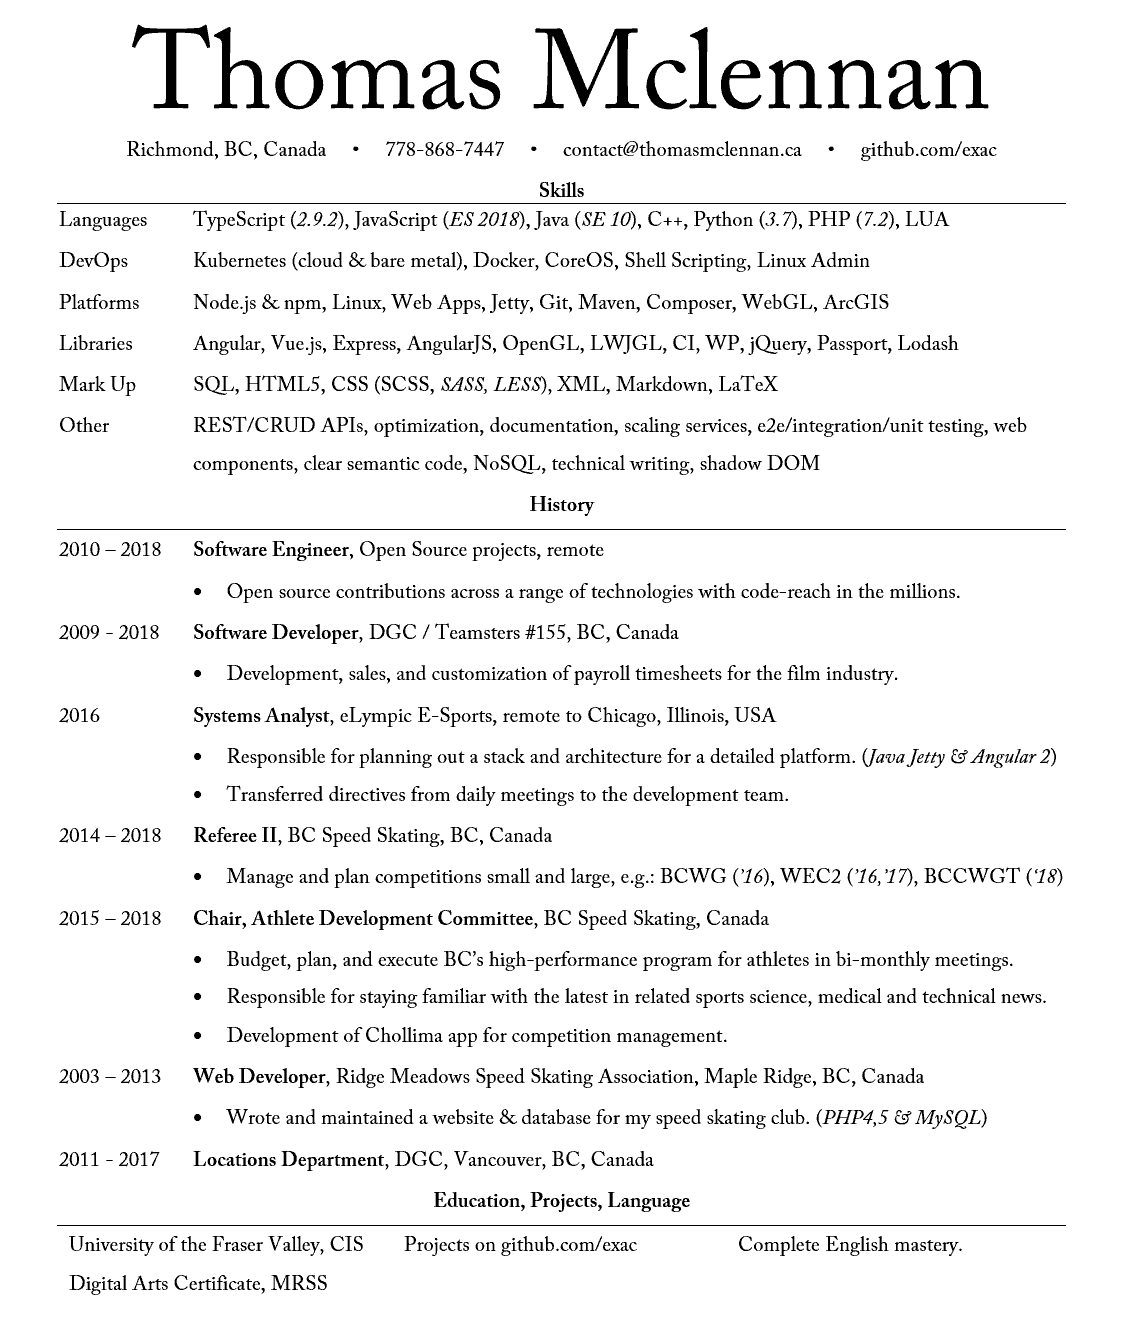 Thomas Mclennan
Richmond, BC, Canada • 778-868-7447 • contact@thomasmclennan.ca • github.com/exac
Skills
Languages TypeScript (2.9.2), JavaScript (ES 2018), Java (SE 10), C++, Python (3.7), PHP (7.2), LUA
DevOps Kubernetes (cloud & bare metal), Docker, CoreOS, Shell Scripting, Linux Admin
Platforms Node.js & npm, Linux, Web Apps, Jetty, Git, Maven, Composer, WebGL, ArcGIS
Libraries Angular, Vue.js, Express, AngularJS, OpenGL, LWJGL, CI, WP, jQuery, Passport, Lodash
Mark Up SQL, HTML5, CSS (SCSS, SASS, LESS), XML, Markdown, LaTeX
Other REST/CRUD APIs, optimization, documentation, scaling services, e2e/integration/unit testing, web
components, clear semantic code, NoSQL, technical writing, shadow DOM
History
2010 – 2018 Software Engineer, Open Source projects, remote
• Open source contributions across a range of technologies with code-reach in the millions.
2009 - 2018 Software Developer, DGC / Teamsters #155, BC, Canada
• Development, sales, and customization of payroll timesheets for the film industry.
2016 Systems Analyst, eLympic E-Sports, remote to Chicago, Illinois, USA
• Responsible for planning out a stack and architecture for a detailed platform. (Java Jetty & Angular 2)
• Transferred directives from daily meetings to the development team.
2014 – 2018 Referee II, BC Speed Skating, BC, Canada
• Manage and plan competitions small and large, e.g.: BCWG (’16), WEC2 (’16,’17), BCCWGT (‘18)
2015 – 2018 Chair, Athlete Development Committee, BC Speed Skating, Canada
• Budget, plan, and execute BC’s high-performance program for athletes in bi-monthly meetings.
• Responsible for staying familiar with the latest in related sports science, medical and technical news.
• Development of Chollima app for competition management.
2003 – 2013 Web Developer, Ridge Meadows Speed Skating Association, Maple Ridge, BC, Canada
• Wrote and maintained a website & database for my speed skating club. (PHP4,5 & MySQL)
2011 - 2017 Locations Department, DGC, Vancouver, BC, Canada
Education, Projects, Language
University of the Fraser Valley, CIS Projects on github.com/exac Complete English mastery.
Digital Arts Certificate, MRSS